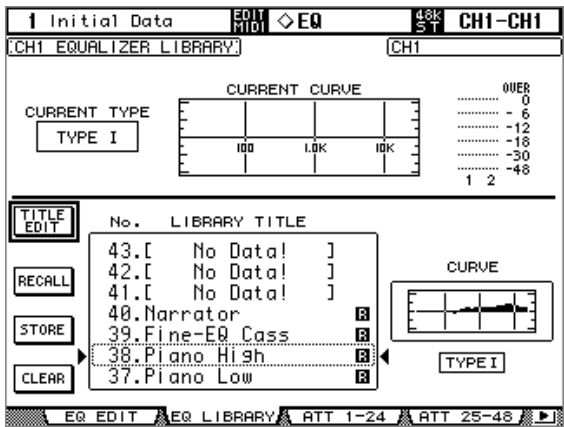 1 Initial Data EDIT MIDI ◇EQ 48k ST CH1-CH1
CH1 EQUALIZER LIBRARY CH1
CURRENT CURVE
OVER
0
-6
-12
-18
-30
-48
1 2
CURRENT TYPE
TYPE I
100 1.0K 10K
TITLE EDIT
No. LIBRARY TITLE
43.[ No Data! ]
42.[ No Data! ]
41.[ No Data! ]
40.Narrator R
39.Fine-EQ Cass R
38.Piano High R
37.Piano Low R
RECALL
STORE
CLEAR
CURVE
TYPE I
EQ EDIT EQ LIBRARY ATT 1-24 ATT 25-48